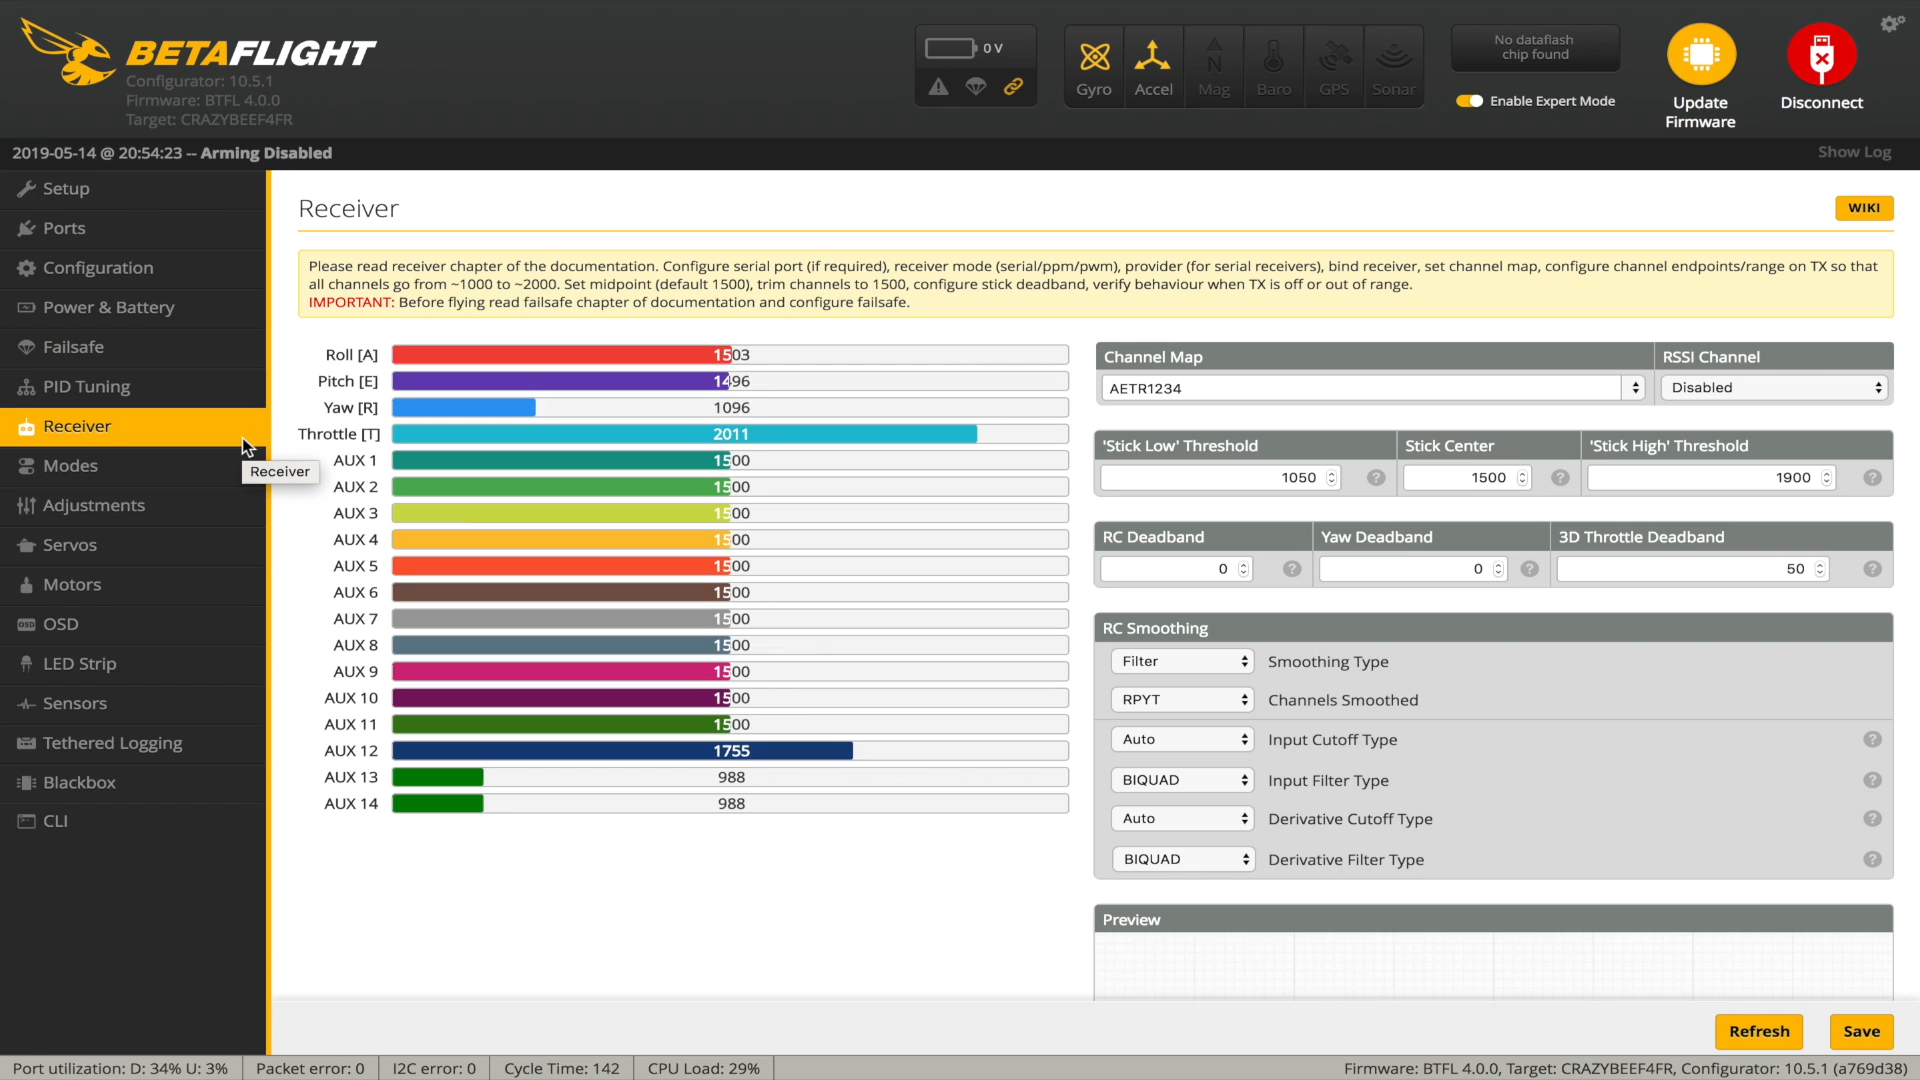 BETAFLIGHT
Configurator: 10.5.1
Firmware: BTFL 4.0.0
Target: CRAZYBEEF4FR
0 V
Gyro
Accel
Mag
Baro
GPS
Sonar
No dataflash
chip found
Enable Expert Mode
Update
Firmware
Disconnect
2019-05-14 @ 20:54:23 -- Arming Disabled
Show Log
Setup
Ports
Configuration
Power & Battery
Failsafe
PID Tuning
Receiver
Modes
Adjustments
Servos
Motors
OSD
LED Strip
Sensors
Tethered Logging
Blackbox
CLI
Receiver
Receiver
WIKI
Please read receiver chapter of the documentation. Configure serial port (if required), receiver mode (serial/ppm/pwm), provider (for serial receivers), bind receiver, set channel map, configure channel endpoints/range on TX so that
all channels go from ~1000 to ~2000. Set midpoint (default 1500), trim channels to 1500, configure stick deadband, verify behaviour when TX is off or out of range.
IMPORTANT: Before flying read failsafe chapter of documentation and configure failsafe.
Roll [A] 1503
Pitch [E] 1496
Yaw [R] 1096
Throttle [T] 2011
AUX 1 1500
AUX 2 1500
AUX 3 1500
AUX 4 1500
AUX 5 1500
AUX 6 1500
AUX 7 1500
AUX 8 1500
AUX 9 1500
AUX 10 1500
AUX 11 1500
AUX 12 1755
AUX 13 988
AUX 14 988
Channel Map RSSI Channel
AETR1234 Disabled
'Stick Low' Threshold Stick Center 'Stick High' Threshold
1050 ? 1500 ? 1900 ?
RC Deadband Yaw Deadband 3D Throttle Deadband
0 ? 0 ? 50 ?
RC Smoothing
Filter Smoothing Type
RPYT Channels Smoothed
Auto Input Cutoff Type ?
BIQUAD Input Filter Type ?
Auto Derivative Cutoff Type ?
BIQUAD Derivative Filter Type ?
Preview
Refresh Save
Port utilization: D: 34% U: 3% Packet error: 0 I2C error: 0 Cycle Time: 142 CPU Load: 29% Firmware: BTFL 4.0.0, Target: CRAZYBEEF4FR, Configurator: 10.5.1 (a769d38)